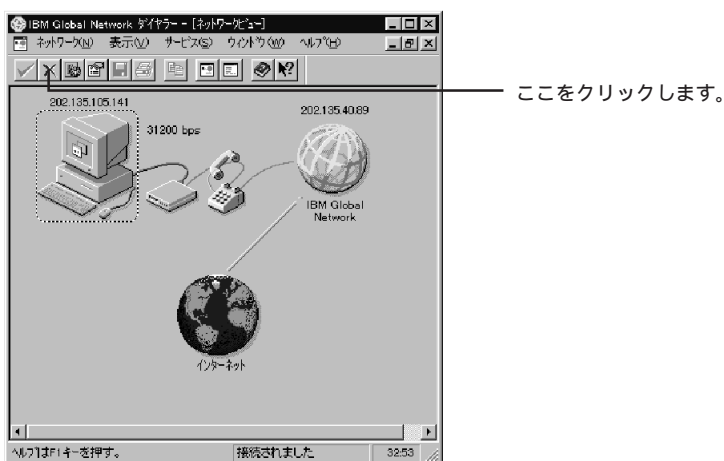 IBM Global Network ダイヤラー - [ネットワークビュー]
ネットワーク(N) 表示(V) サービス(S) ウィンドウ(W) ヘルプ(H)
ここをクリックします。
202.135.105.141
202.135.40.89
31200 bps
IBM Global
Network
インターネット
ヘルプはF1キーを押す。 接続されました 32:53